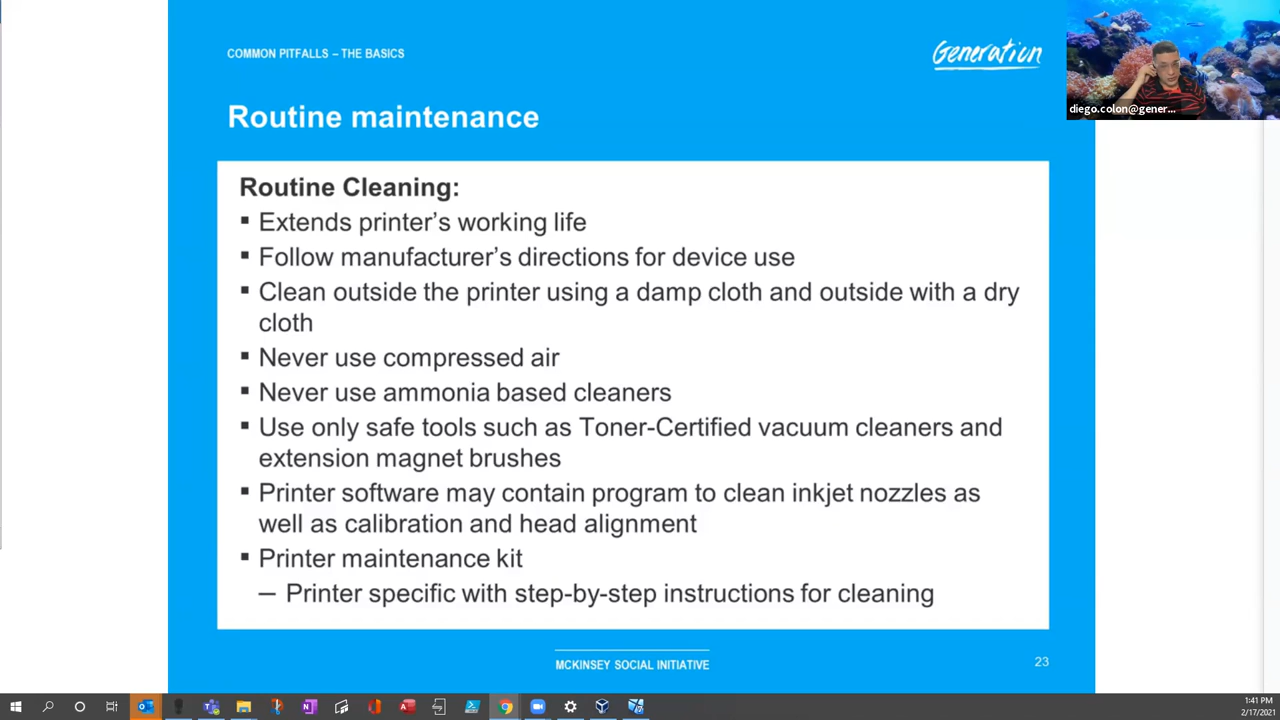 COMMON PITFALLS – THE BASICS
Generation
diego.colon@gener...
Routine maintenance
Routine Cleaning:
▪ Extends printer's working life
▪ Follow manufacturer's directions for device use
▪ Clean outside the printer using a damp cloth and outside with a dry
cloth
▪ Never use compressed air
▪ Never use ammonia based cleaners
▪ Use only safe tools such as Toner-Certified vacuum cleaners and
extension magnet brushes
▪ Printer software may contain program to clean inkjet nozzles as
well as calibration and head alignment
▪ Printer maintenance kit
– Printer specific with step-by-step instructions for cleaning
MCKINSEY SOCIAL INITIATIVE
23
1:41 PM
2/17/2021